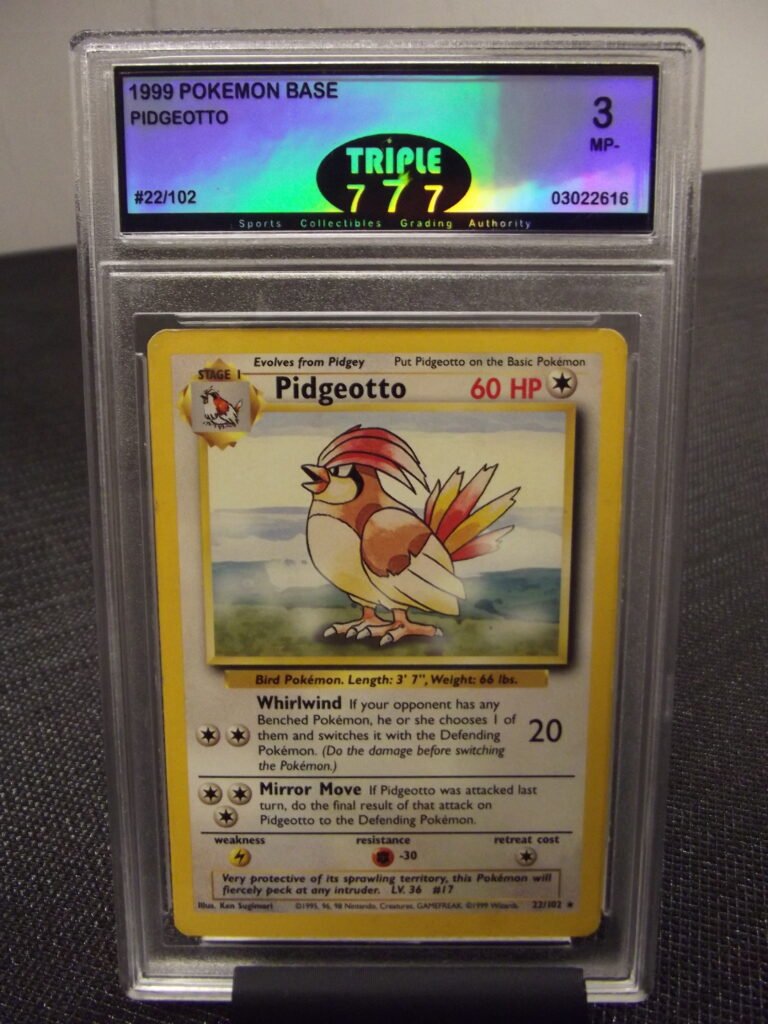 1999 POKEMON BASE
PIDGEOTTO
3
MP-
TRIPLE
777
#22/102
03022616
Sports Collectibles Grading Authority
Evolves from Pidgey Put Pidgeotto on the Basic Pokémon
STAGE 1
Pidgeotto 60 HP
Bird Pokémon. Length: 3' 7", Weight: 66 lbs.
Whirlwind If your opponent has any
Benched Pokémon, he or she chooses 1 of
them and switches it with the Defending
Pokémon. (Do the damage before switching
the Pokémon.)
20
Mirror Move If Pidgeotto was attacked last
turn, do the final result of that attack on
Pidgeotto to the Defending Pokémon.
weakness resistance retreat cost
-30
Very protective of its sprawling territory, this Pokémon will
fiercely peck at any intruder. LV. 36 #17
Illus. Ken Sugimori ©1995, 96, 98 Nintendo, Creatures, GAMEFREAK. ©1999 Wizards. 22/102